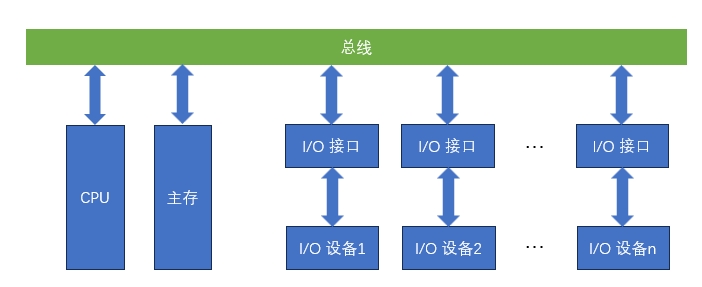 总线
CPU
主存
I/O 接口
I/O 接口
...
I/O 接口
I/O 设备1
I/O 设备2
...
I/O 设备n